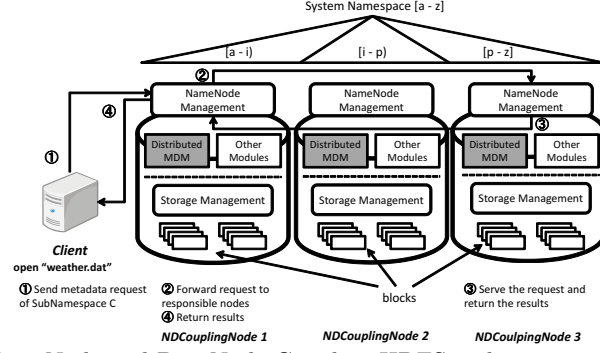 System Namespace [a - z]
[a - i)
[i - p)
[p - z]
②
NameNode
Management
NameNode
Management
NameNode
Management
④
③
①
Distributed
MDM
Other
Modules
Distributed
MDM
Other
Modules
Distributed
MDM
Other
Modules
Storage Management
Storage Management
Storage Management
Client
open “weather.dat”
① Send metadata request
of SubNamespace C
② Forward request to
responsible nodes
④ Return results
blocks
③ Serve the request and
return the results
NDCouplingNode 1
NDCouplingNode 2
NDCoulpingNode 3